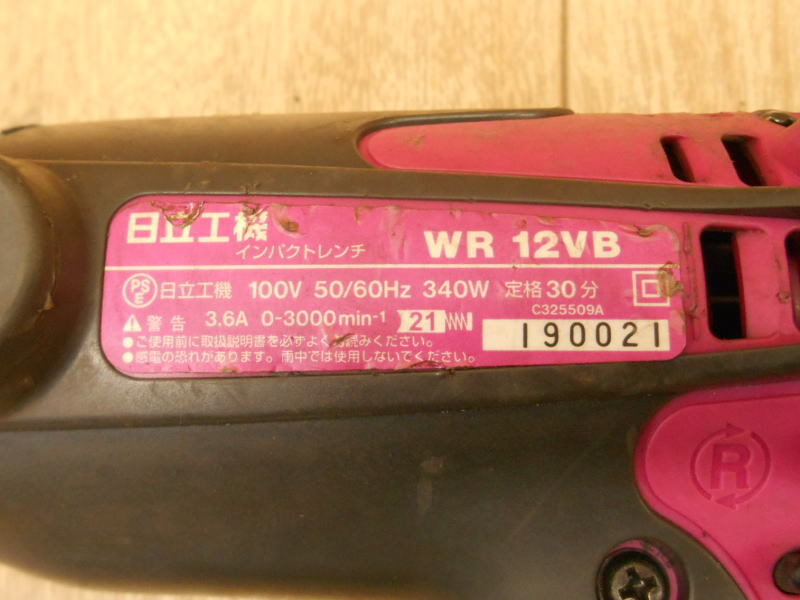 日立工機
インパクトレンチ WR 12VB
PSE 日立工機 100V 50/60Hz 340W 定格30分
C325509A
警告 3.6A 0-3000min-1 21
190021
●ご使用前に取扱説明書を必ずよくお読みください。
●感電の恐れがあります。雨中では使用しないでください。
R